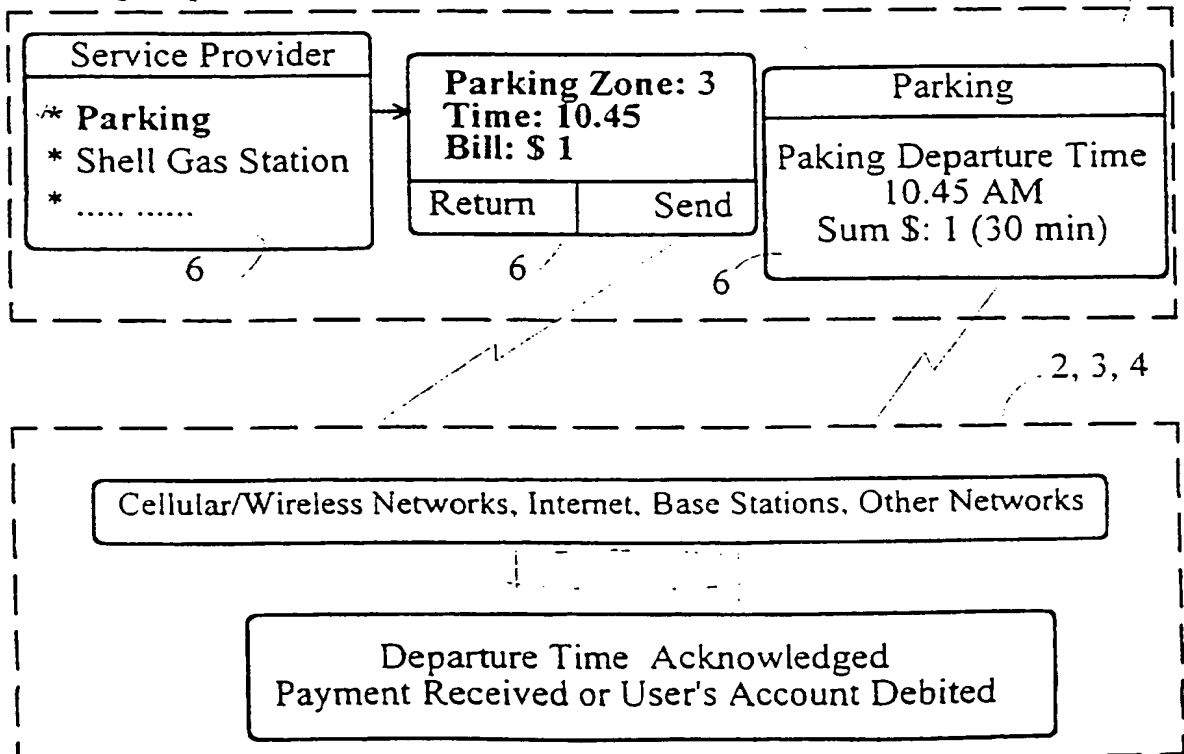 Service Provider
* Parking
* Shell Gas Station
* ..... ......
6
Parking Zone: 3
Time: 10.45
Bill: $ 1
Return Send
6
Parking
Paking Departure Time
10.45 AM
Sum $: 1 (30 min)
6
2, 3, 4
Cellular/Wireless Networks, Internet, Base Stations, Other Networks
Departure Time Acknowledged
Payment Received or User's Account Debited